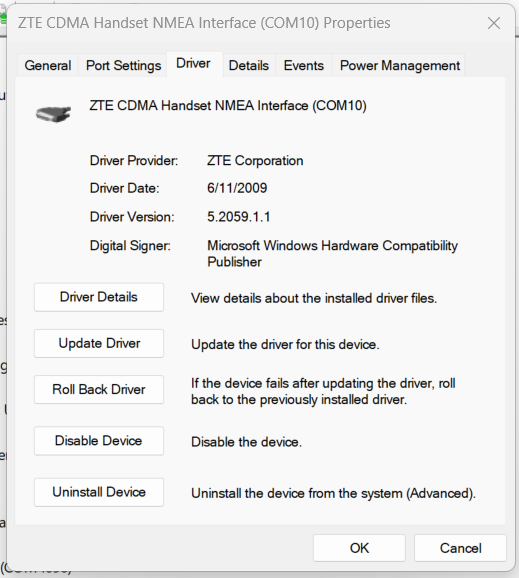 ZTE CDMA Handset NMEA Interface (COM10) Properties
General Port Settings Driver Details Events Power Management
ZTE CDMA Handset NMEA Interface (COM10)
Driver Provider: ZTE Corporation
Driver Date: 6/11/2009
Driver Version: 5.2059.1.1
Digital Signer: Microsoft Windows Hardware Compatibility
Publisher
Driver Details View details about the installed driver files.
Update Driver Update the driver for this device.
Roll Back Driver If the device fails after updating the driver, roll
back to the previously installed driver.
Disable Device Disable the device.
Uninstall Device Uninstall the device from the system (Advanced).
OK Cancel